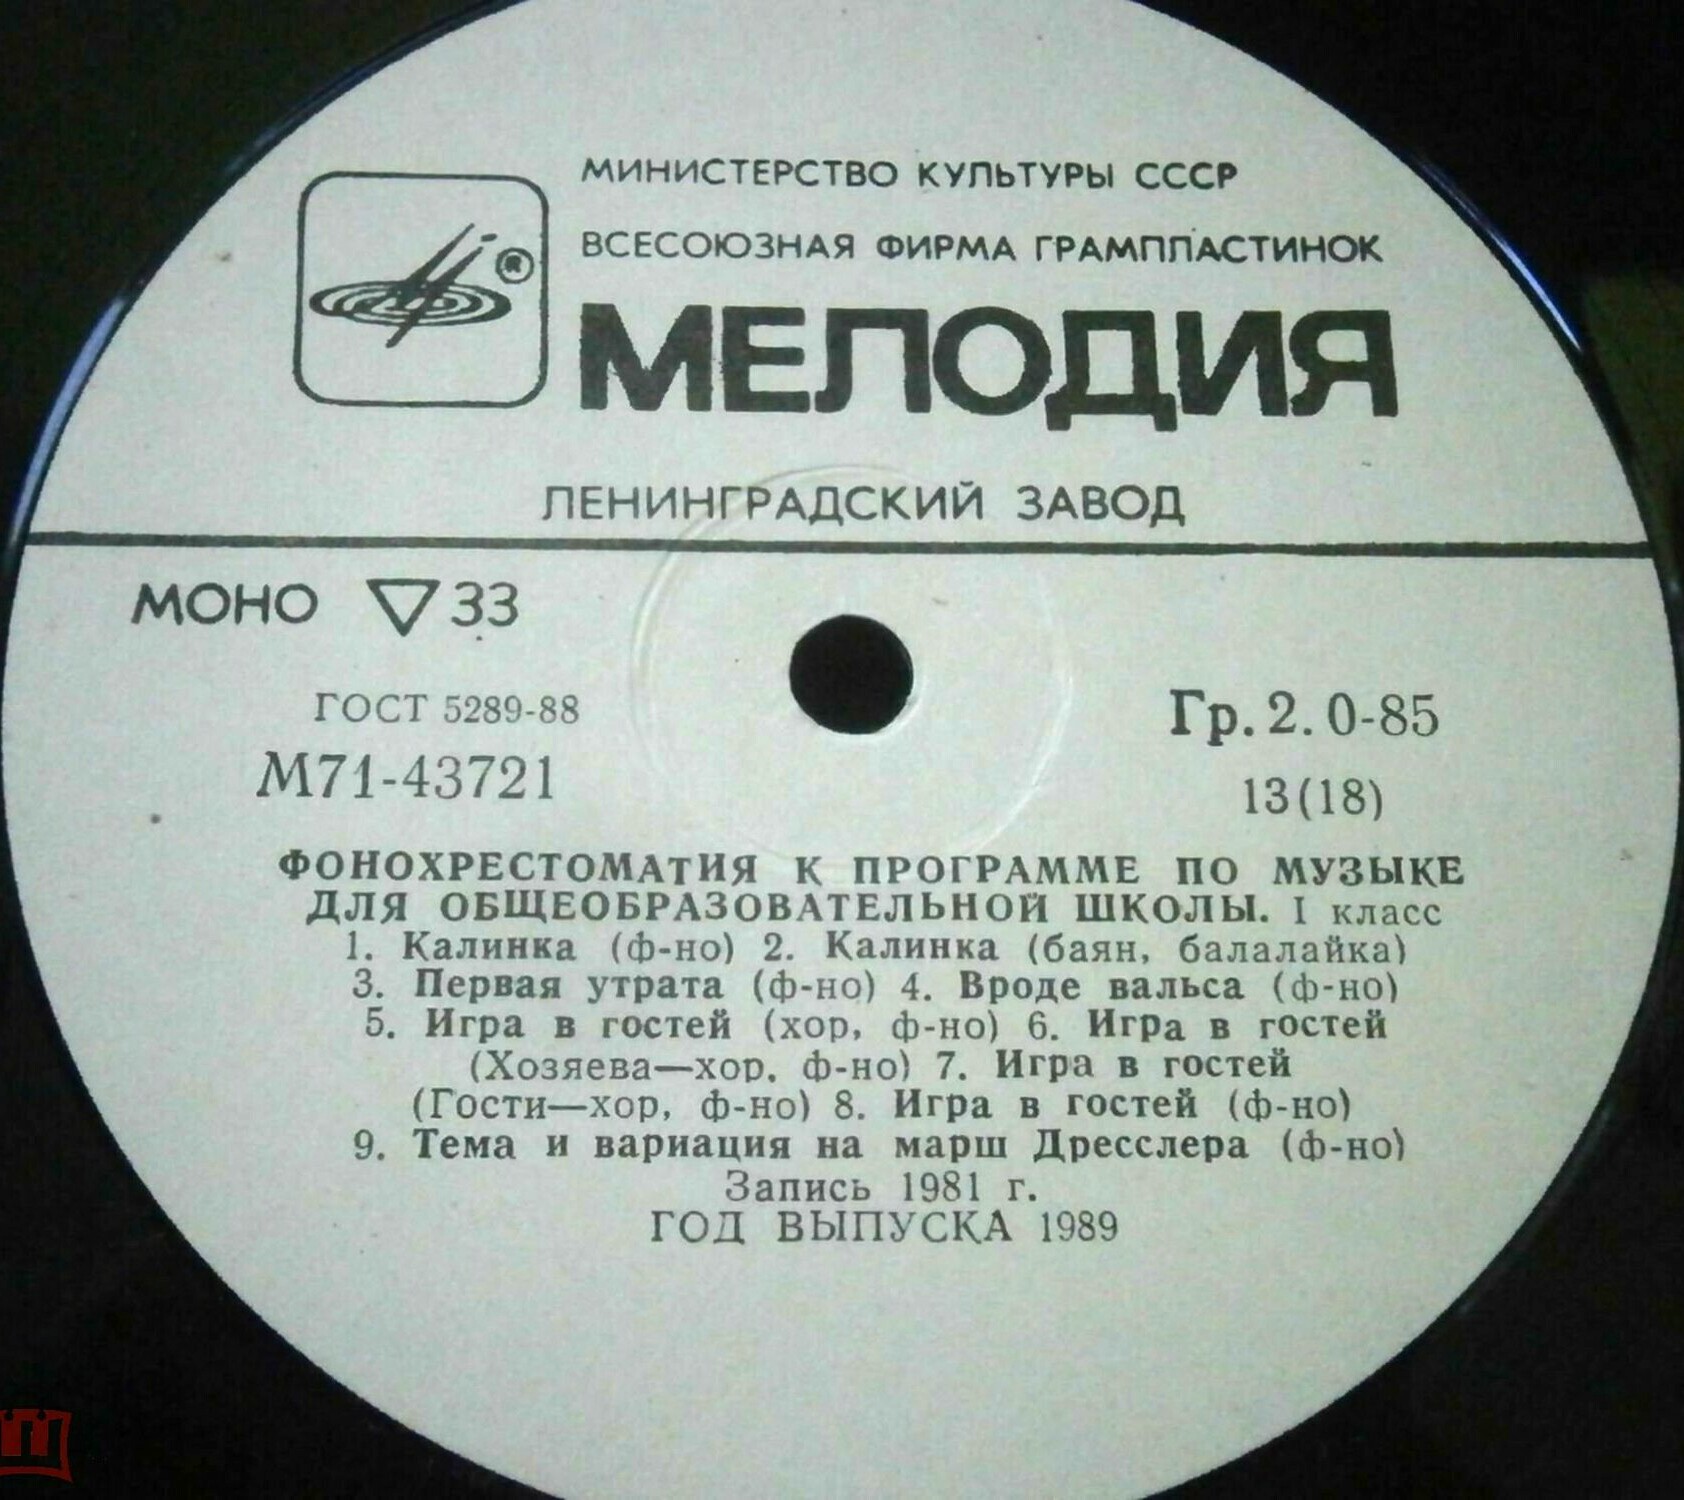 МИНИСТЕРСТВО КУЛЬТУРЫ СССР
ВСЕСОЮЗНАЯ ФИРМА ГРАМПЛАСТИНОК
®
МЕЛОДИЯ
ЛЕНИНГРАДСКИЙ ЗАВОД
МОНО ▽ 33
ГОСТ 5289-88
Гр. 2. 0-85
М71-43721
13(18)
ФОНОХРЕСТОМАТИЯ К ПРОГРАММЕ ПО МУЗЫКЕ
ДЛЯ ОБЩЕОБРАЗОВАТЕЛЬНОЙ ШКОЛЫ. I класс
1. Калинка (ф-но) 2. Калинка (баян, балалайка)
3. Первая утрата (ф-но) 4. Вроде вальса (ф-но)
5. Игра в гостей (хор, ф-но) 6. Игра в гостей
(Хозяева—хор, ф-но) 7. Игра в гостей
(Гости—хор, ф-но) 8. Игра в гостей (ф-но)
9. Тема и вариация на марш Дресслера (ф-но)
Запись 1981 г.
ГОД ВЫПУСКА 1989